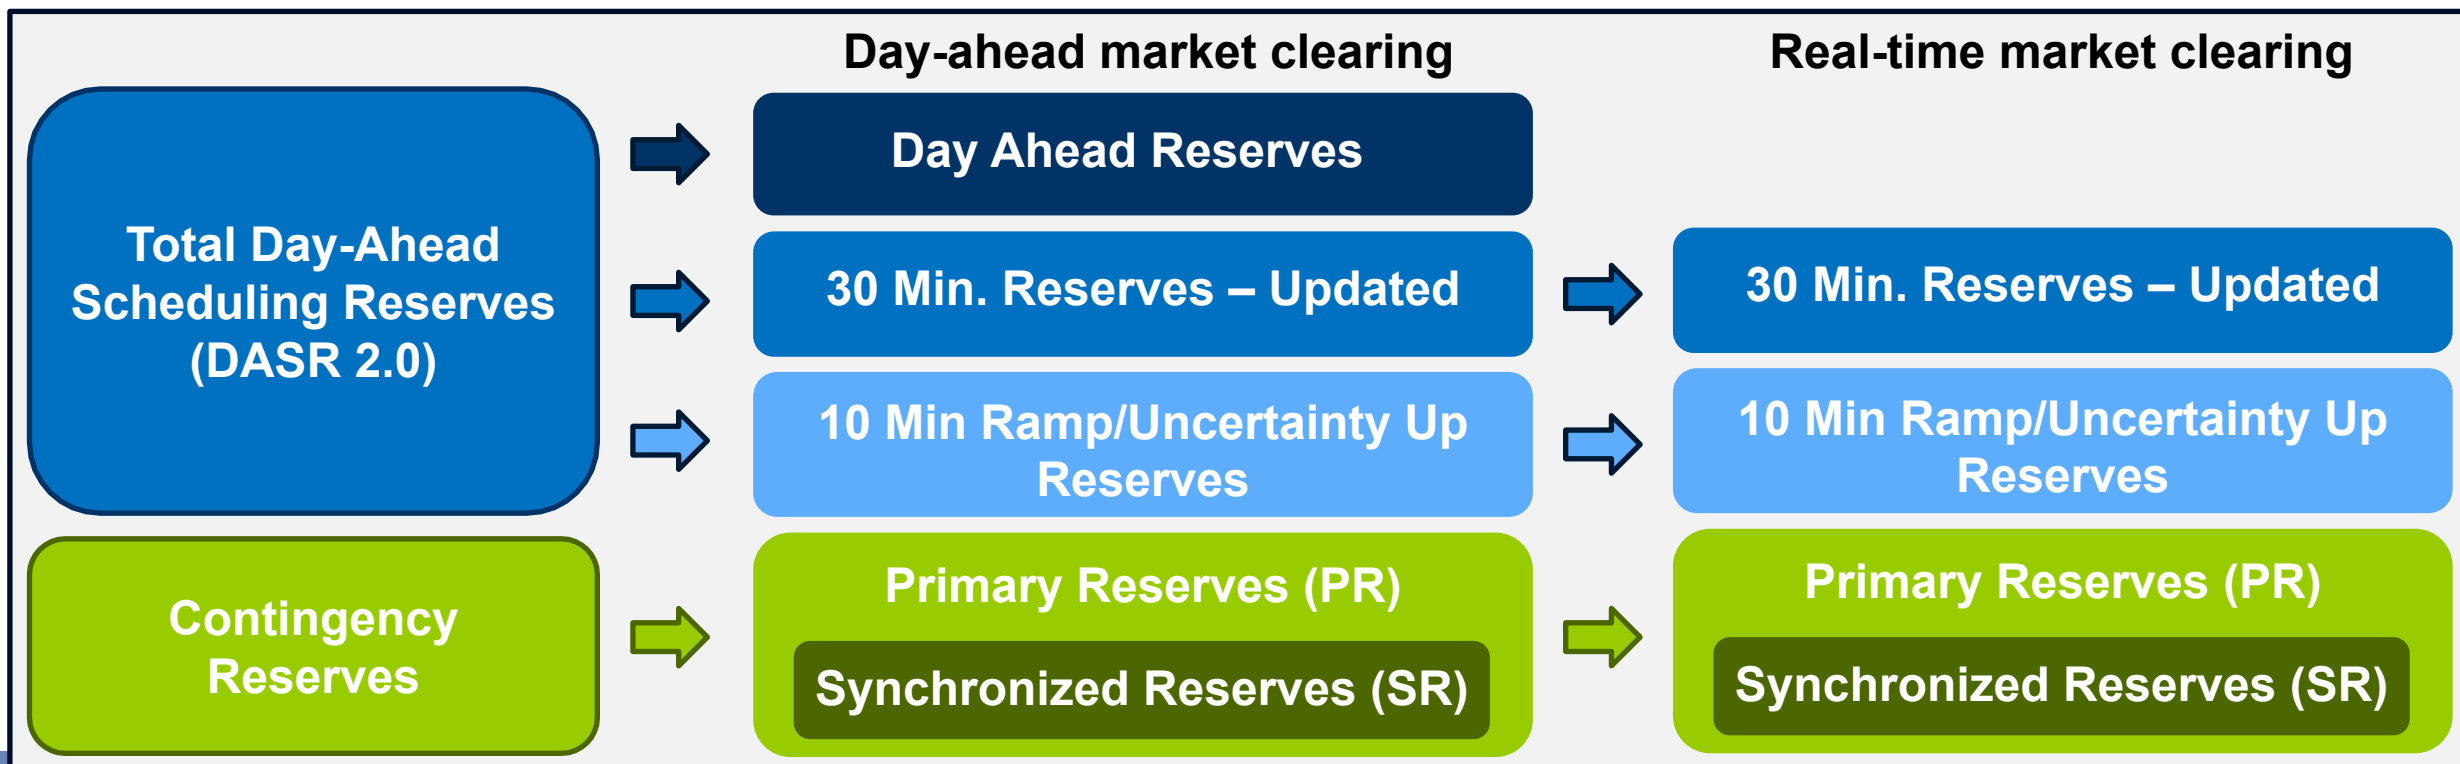 Day-ahead market clearing
Real-time market clearing
Total Day-Ahead
Scheduling Reserves
(DASR 2.0)
Day Ahead Reserves
30 Min. Reserves – Updated
30 Min. Reserves – Updated
10 Min Ramp/Uncertainty Up
Reserves
10 Min Ramp/Uncertainty Up
Reserves
Contingency
Reserves
Primary Reserves (PR)
Synchronized Reserves (SR)
Primary Reserves (PR)
Synchronized Reserves (SR)